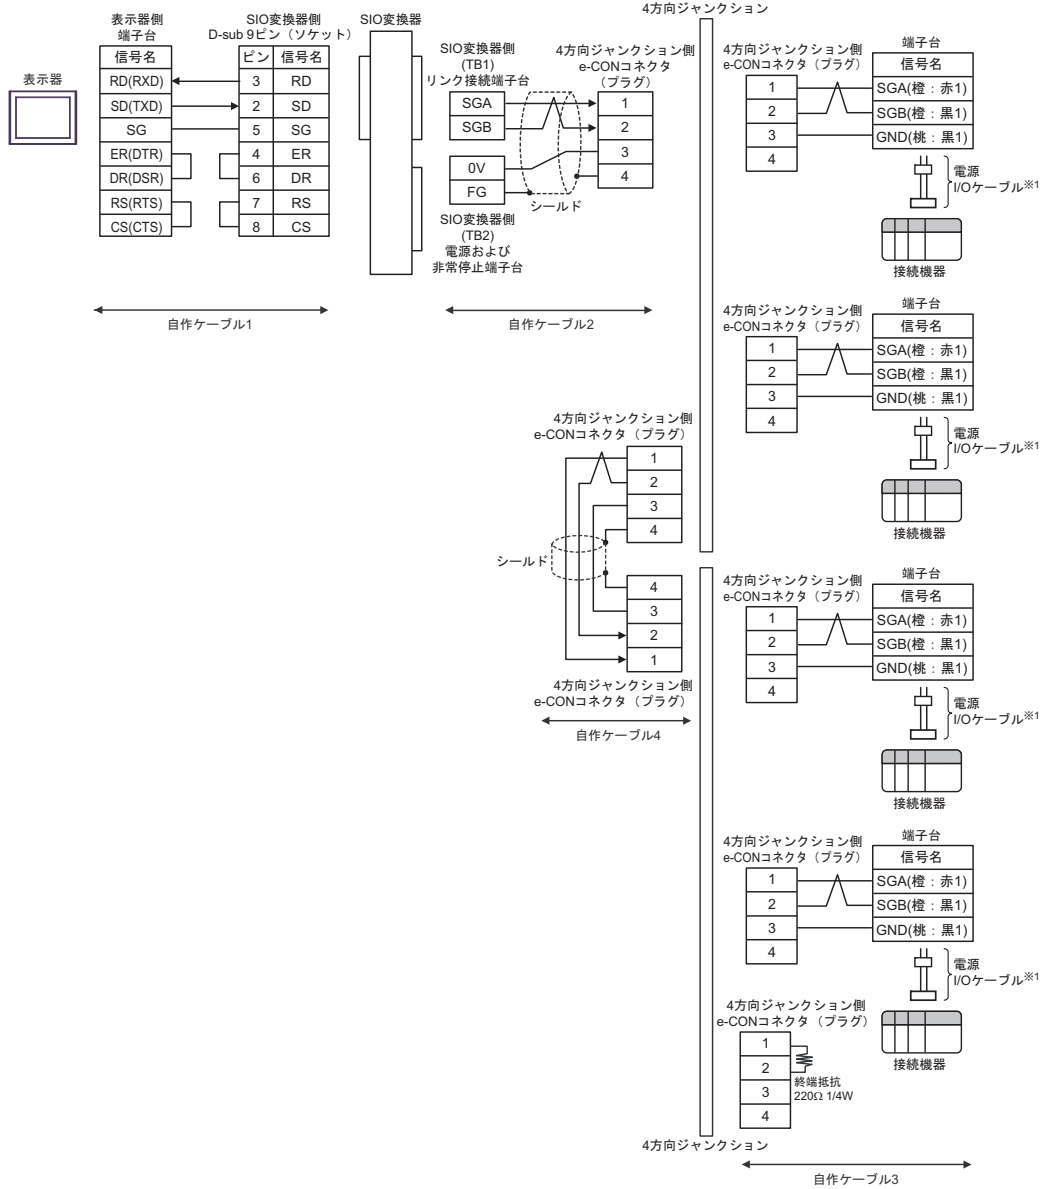 4方向ジャンクション
表示器
表示器側
端子台
信号名
RD(RXD)
SD(TXD)
SG
ER(DTR)
DR(DSR)
RS(RTS)
CS(CTS)
SIO変換器側
D-sub 9ピン（ソケット）
ピン 信号名
3 RD
2 SD
5 SG
4 ER
6 DR
7 RS
8 CS
SIO変換器
自作ケーブル1
SIO変換器側
(TB1)
リンク接続端子台
SGA
SGB
0V
FG
SIO変換器側
(TB2)
電源および
非常停止端子台
シールド
4方向ジャンクション側
e-CONコネクタ
（プラグ）
1
2
3
4
自作ケーブル2
4方向ジャンクション側
e-CONコネクタ（プラグ）
1
2
3
4
端子台
信号名
SGA(橙：赤1)
SGB(橙：黒1)
GND(桃：黒1)
電源
I/Oケーブル※1
接続機器
4方向ジャンクション側
e-CONコネクタ（プラグ）
1
2
3
4
端子台
信号名
SGA(橙：赤1)
SGB(橙：黒1)
GND(桃：黒1)
電源
I/Oケーブル※1
接続機器
4方向ジャンクション側
e-CONコネクタ（プラグ）
1
2
3
4
シールド
4
3
2
1
4方向ジャンクション側
e-CONコネクタ（プラグ）
自作ケーブル4
4方向ジャンクション側
e-CONコネクタ（プラグ）
1
2
3
4
端子台
信号名
SGA(橙：赤1)
SGB(橙：黒1)
GND(桃：黒1)
電源
I/Oケーブル※1
接続機器
4方向ジャンクション側
e-CONコネクタ（プラグ）
1
2
3
4
端子台
信号名
SGA(橙：赤1)
SGB(橙：黒1)
GND(桃：黒1)
電源
I/Oケーブル※1
接続機器
4方向ジャンクション側
e-CONコネクタ（プラグ）
1
2
3
4
終端抵抗
220Ω 1/4W
4方向ジャンクション
自作ケーブル3